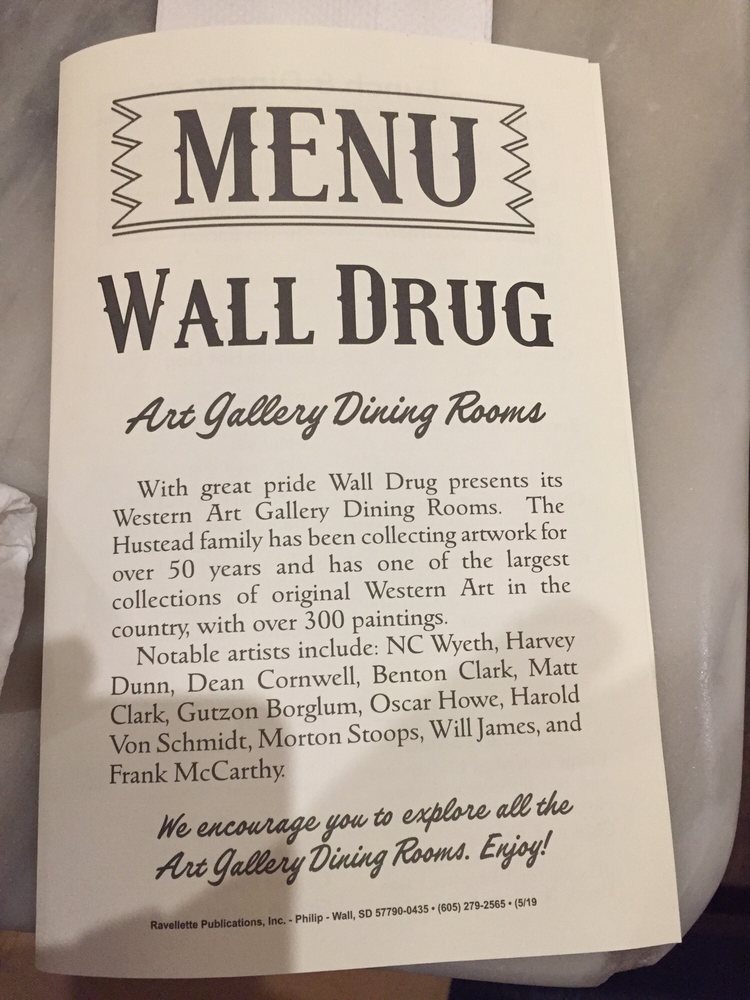 MENU
WALL DRUG
Art Gallery Dining Rooms
With great pride Wall Drug presents its
Western Art Gallery Dining Rooms. The
Hustead family has been collecting artwork for
over 50 years and has one of the largest
collections of original Western Art in the
country, with over 300 paintings.
Notable artists include: NC Wyeth, Harvey
Dunn, Dean Cornwell, Benton Clark, Matt
Clark, Gutzon Borglum, Oscar Howe, Harold
Von Schmidt, Morton Stoops, Will James, and
Frank McCarthy.
We encourage you to explore all the
Art Gallery Dining Rooms. Enjoy!
Ravellette Publications, Inc. - Philip - Wall, SD 57790-0435 • (605) 279-2565 • (5/19